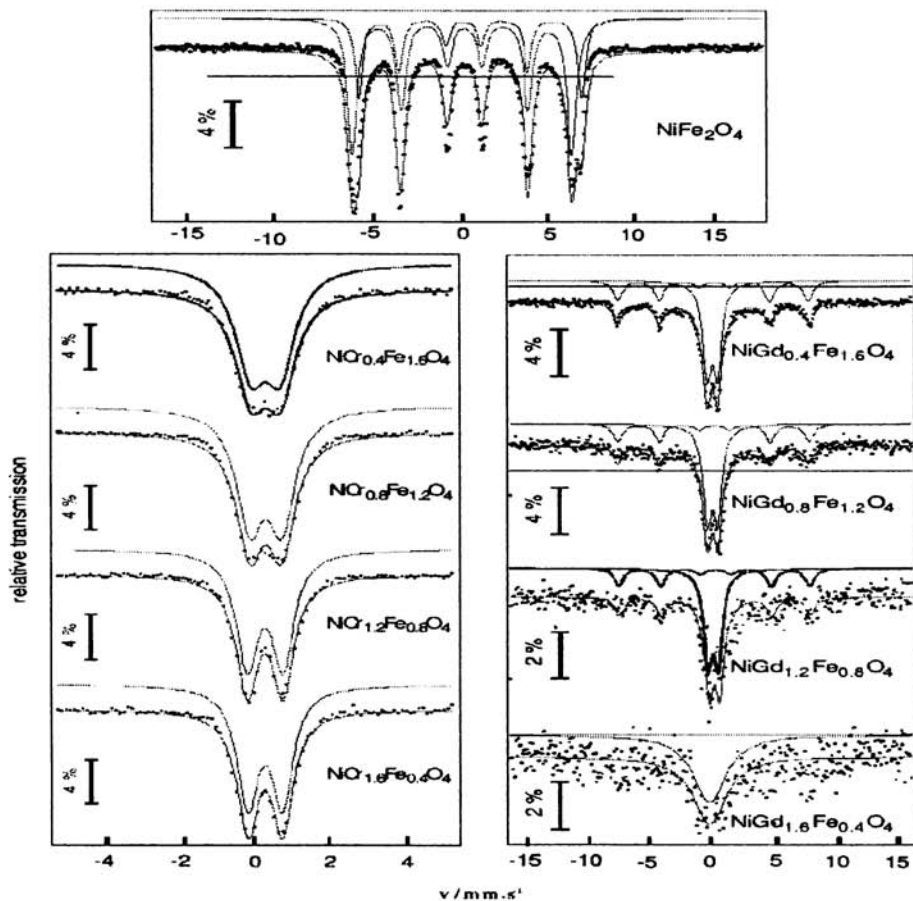 4 %
NiFe2O4
-15 -10 -5 0 5 10 15
relative transmission
4 %
NiCr0.4Fe1.6O4
4 %
NiCr0.8Fe1.2O4
4 %
NiCr1.2Fe0.8O4
4 %
NiCr1.6Fe0.4O4
-4 -2 0 2 4
4 %
NiGd0.4Fe1.6O4
4 %
NiGd0.8Fe1.2O4
2 %
NiGd1.2Fe0.8O4
2 %
NiGd1.6Fe0.4O4
-15 -10 -5 0 5 10 15
v / mm.s¹